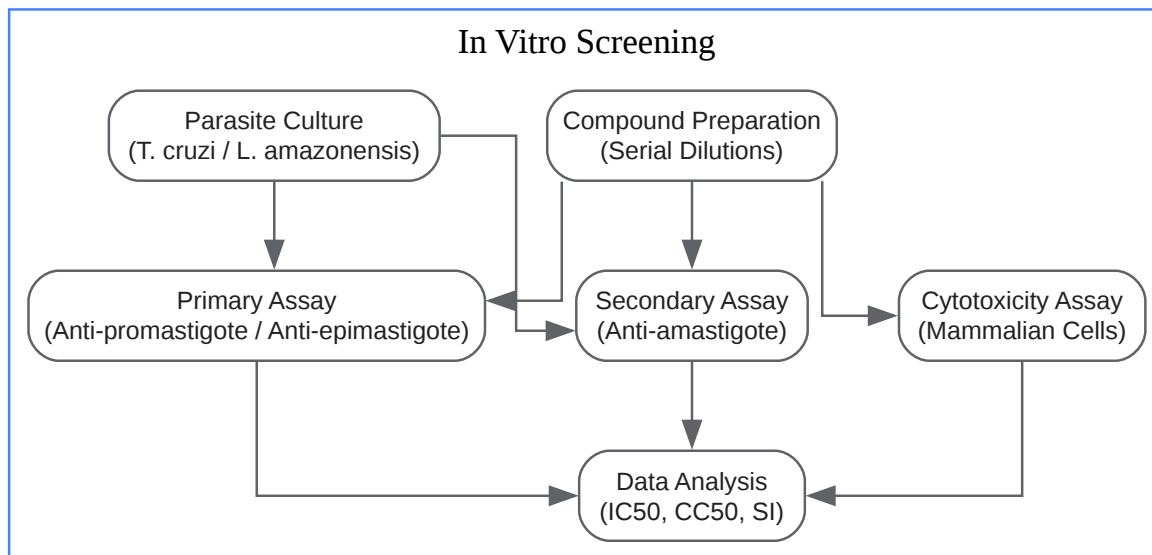 In Vitro Screening
Parasite Culture
(T. cruzi / L. amazonensis)
Compound Preparation
(Serial Dilutions)
Primary Assay
(Anti-promastigote / Anti-epimastigote)
Secondary Assay
(Anti-amastigote)
Cytotoxicity Assay
(Mammalian Cells)
Data Analysis
(IC50, CC50, SI)